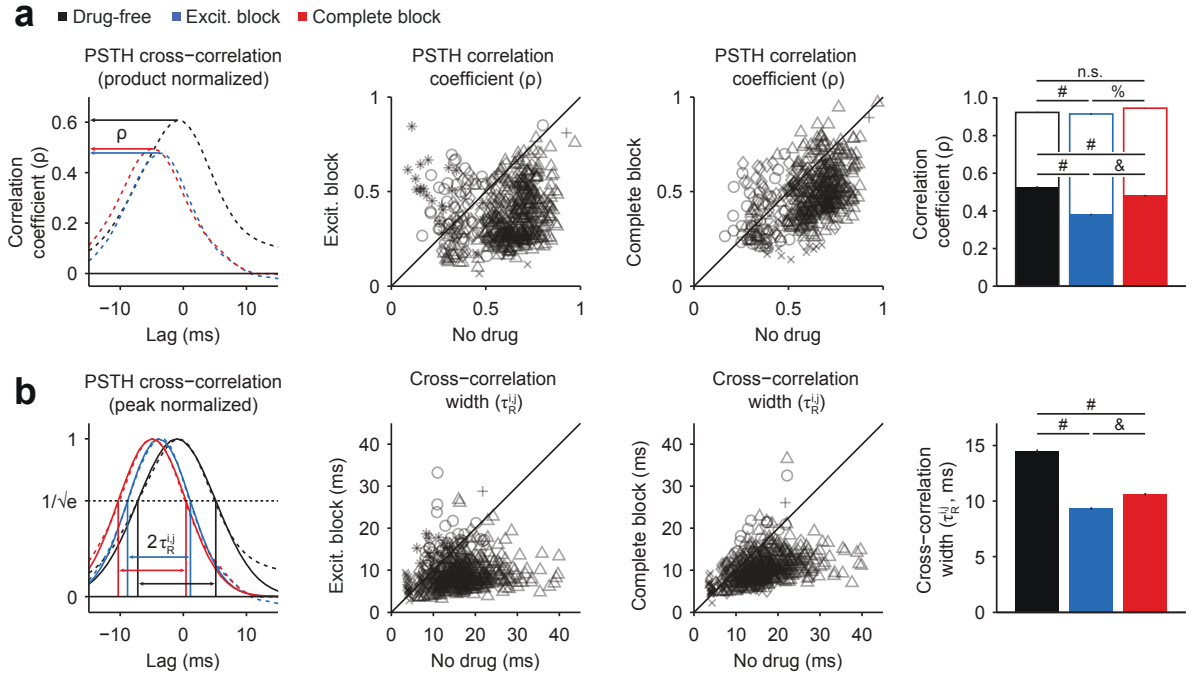 a
Drug-free
Excit. block
Complete block
PSTH cross−correlation
(product normalized)
Correlation
coefficient (ρ)
0.6
0.4
0.2
0
ρ
−10
0
10
Lag (ms)
PSTH correlation
coefficient (ρ)
Excit. block
1
0.5
0
0
0.5
1
No drug
PSTH correlation
coefficient (ρ)
Complete block
1
0.5
0
0
0.5
1
No drug
Correlation
coefficient (ρ)
1.0
0.8
0.6
0.4
0.2
0
n.s.
# %
#
# &
b
PSTH cross−correlation
(peak normalized)
1
1/√e
0
2τ_R^{i,j}
−10
0
10
Lag (ms)
Cross−correlation
width (τ_R^{i,j})
Excit. block (ms)
40
30
20
10
0
0
10
20
30
40
No drug (ms)
Cross−correlation
width (τ_R^{i,j})
Complete block (ms)
40
30
20
10
0
0
10
20
30
40
No drug (ms)
Cross−correlation
width (τ_R^{i,j}, ms)
15
10
5
0
#
# &